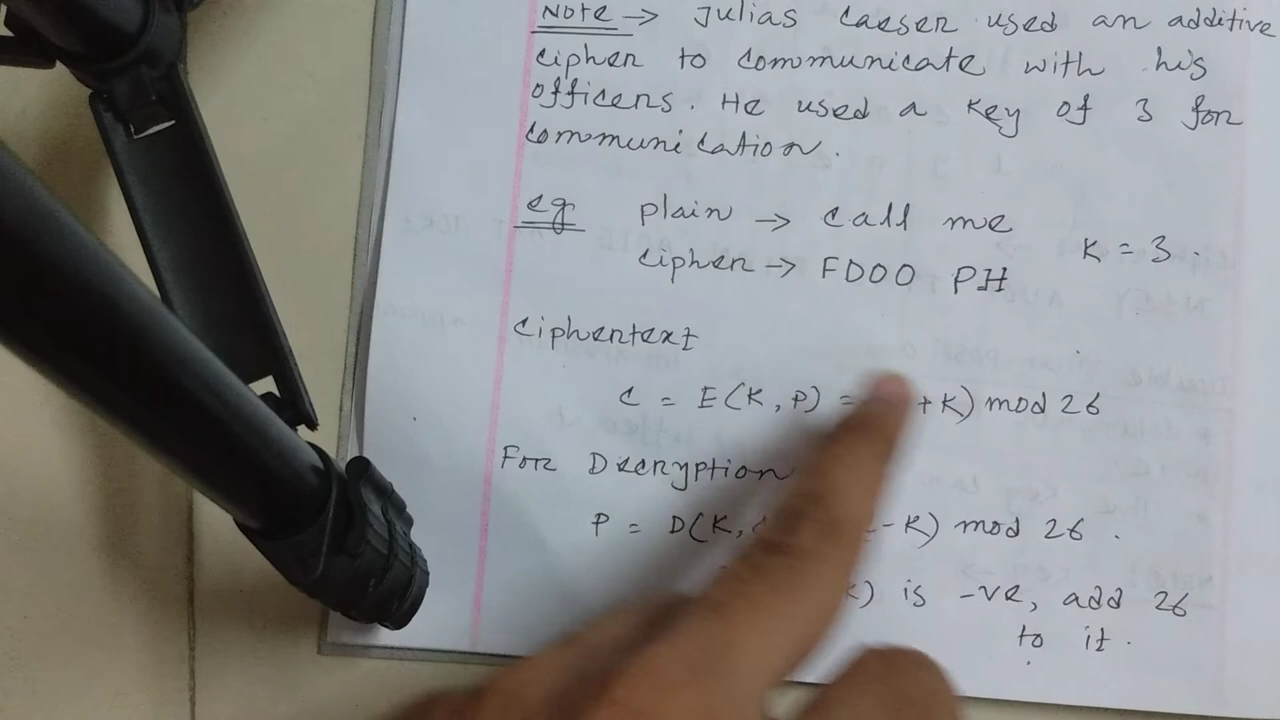 Note → Julias Caeser used an additive
cipher to communicate with his
officers. He used a key of 3 for
communication.
eg plain → call me
K = 3.
cipher → FDOO PH
Ciphertext
C = E(K, P) = + K) mod 26
For Decryption
P = D(K, - K) mod 26.
K) is -ve, add 26
to it.